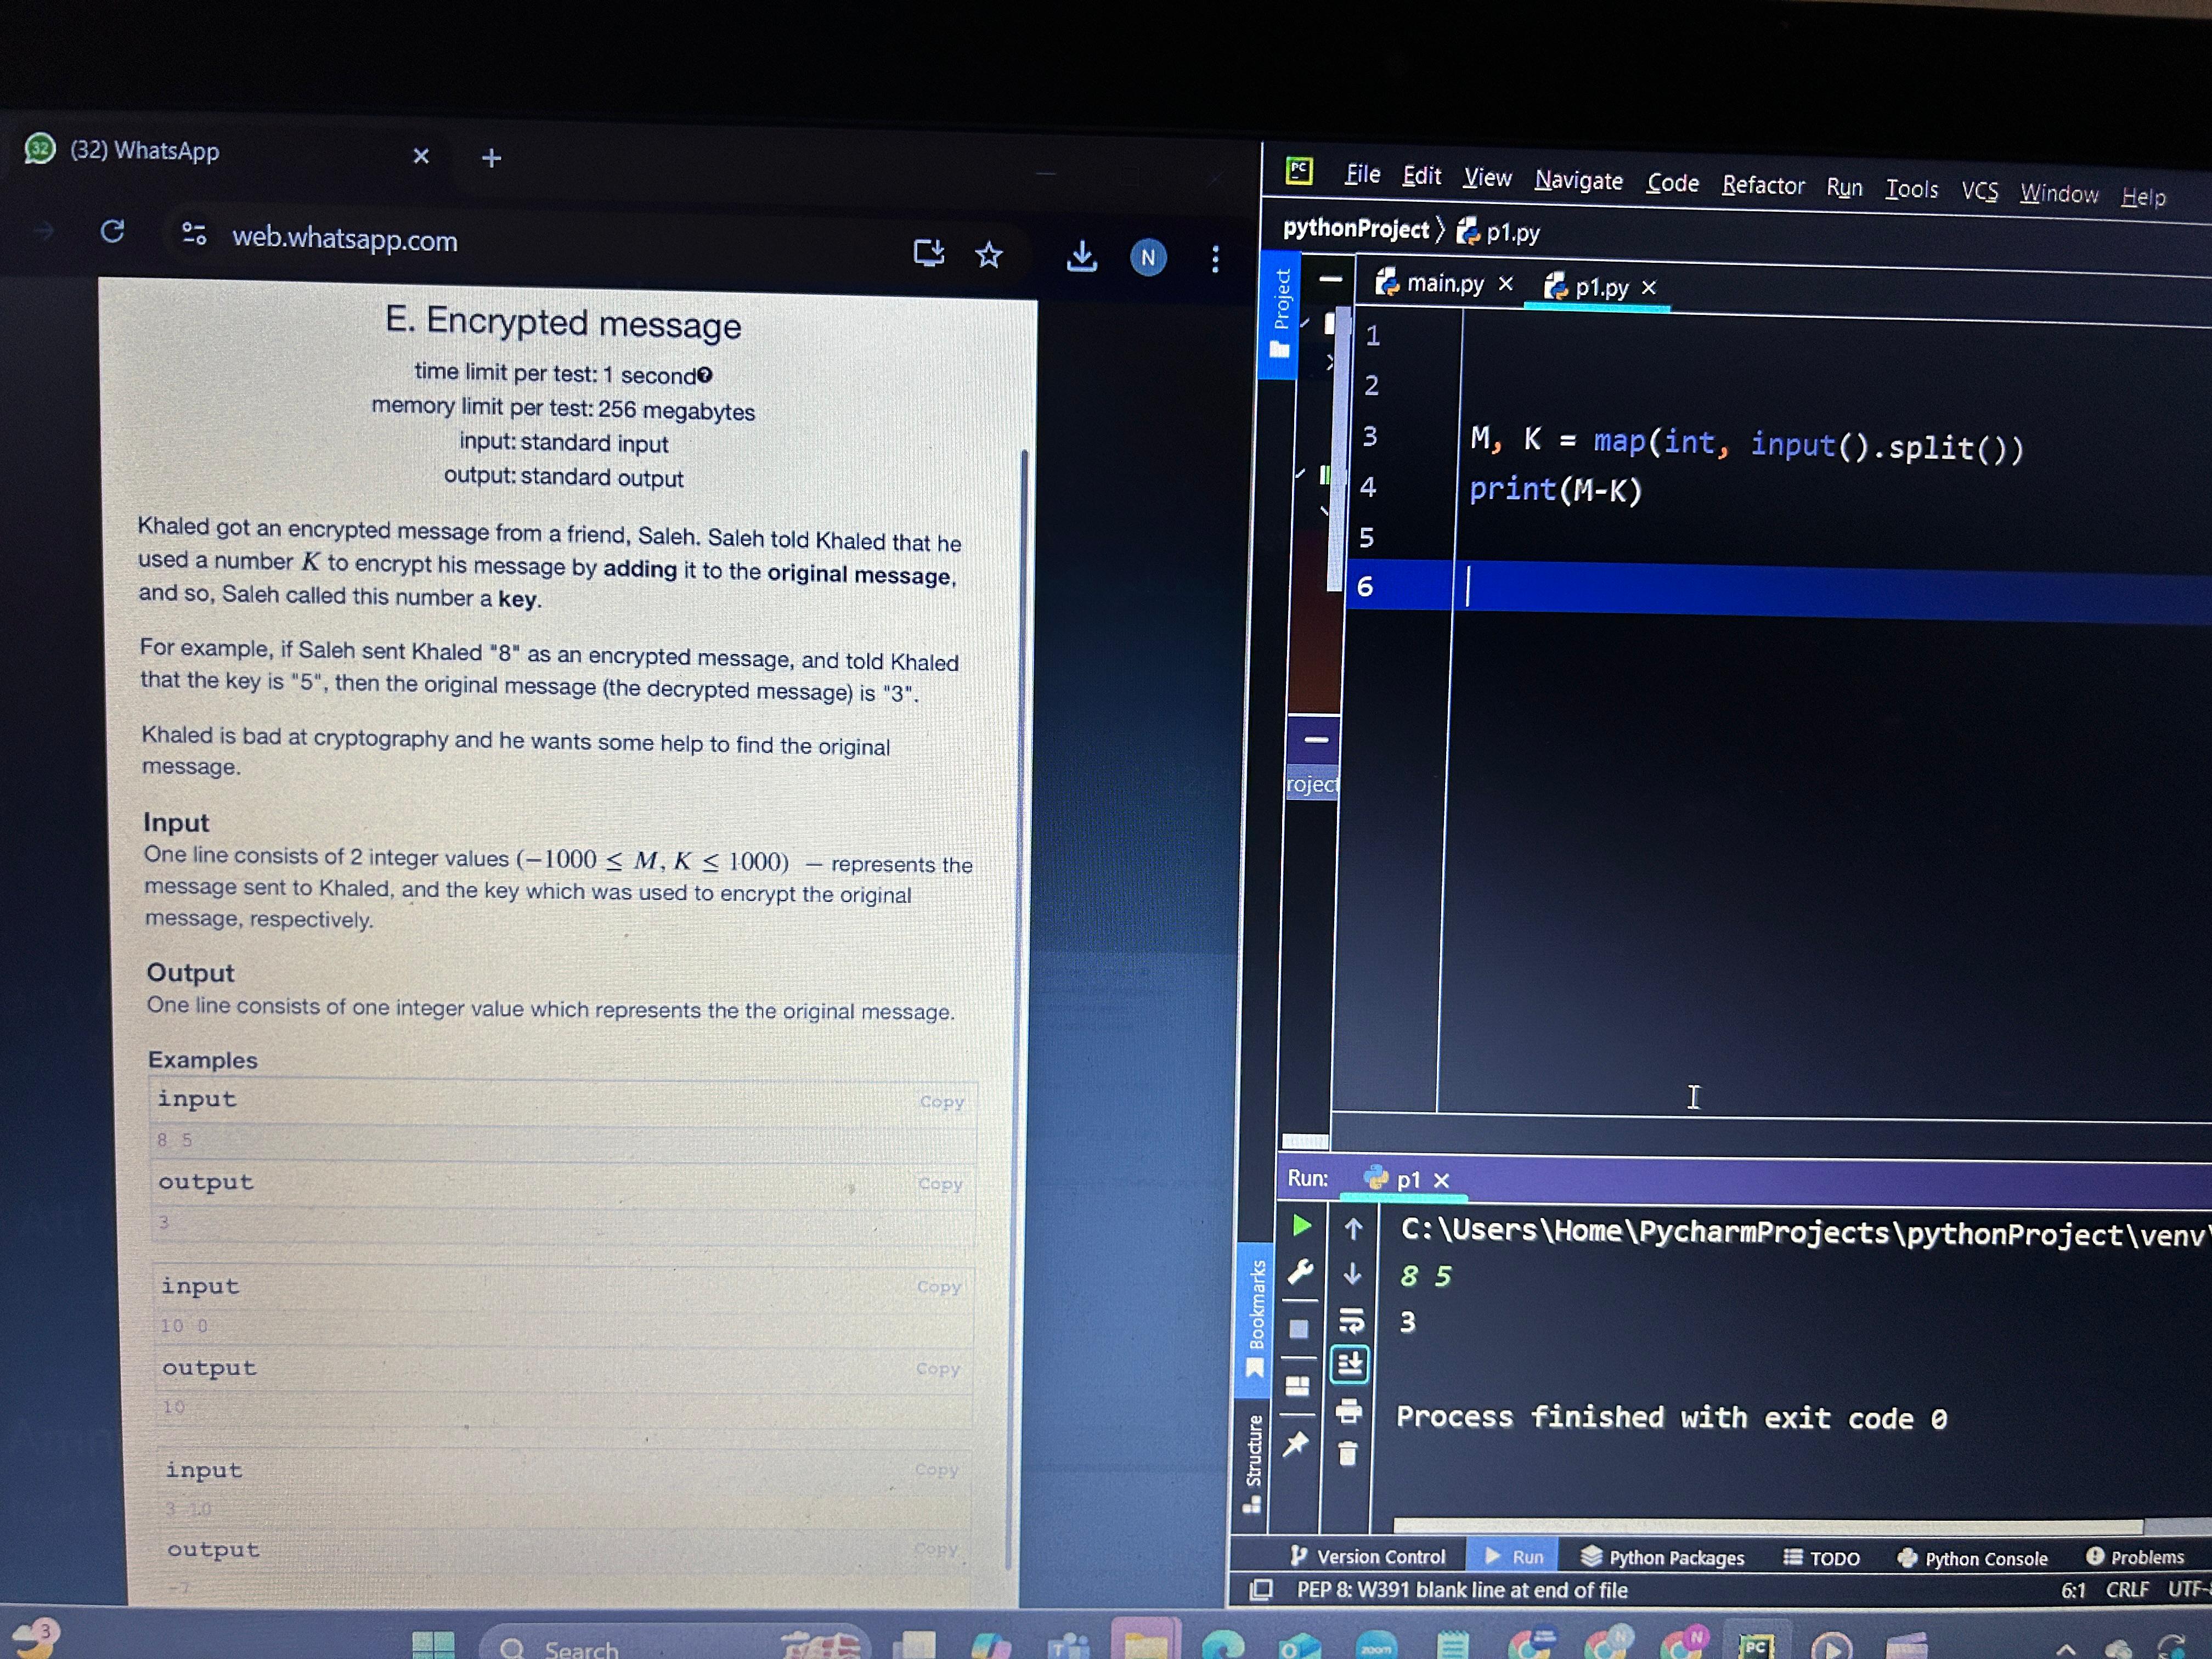 32
(32) WhatsApp
web.whatsapp.com
N
E. Encrypted message
time limit per test: 1 second
memory limit per test: 256 megabytes
input: standard input
output: standard output
Khaled got an encrypted message from a friend, Saleh. Saleh told Khaled that he
used a number K to encrypt his message by adding it to the original message,
and so, Saleh called this number a key.
For example, if Saleh sent Khaled "8" as an encrypted message, and told Khaled
that the key is "5", then the original message (the decrypted message) is "3".
Khaled is bad at cryptography and he wants some help to find the original
message.
Input
One line consists of 2 integer values (−1000 ≤ M, K ≤ 1000) — represents the
message sent to Khaled, and the key which was used to encrypt the original
message, respectively.
Output
One line consists of one integer value which represents the the original message.
Examples
input
Copy
8 5
output
Copy
3
input
Copy
10 0
output
Copy
10
input
Copy
3 10
output
Copy
-7
PC
File Edit View Navigate Code Refactor Run Tools VCS Window Help
pythonProject p1.py
Project
main.py p1.py
1
2
3 M, K = map(int, input().split())
4 print(M-K)
5
6
roject
Run: p1
C:\Users\Home\PycharmProjects\pythonProject\venv\
8 5
3
Process finished with exit code 0
Bookmarks
Structure
Version Control Run Python Packages TODO Python Console Problems
PEP 8: W391 blank line at end of file
6:1 CRLF UTF-
3
Search
zoom
N
N
PC